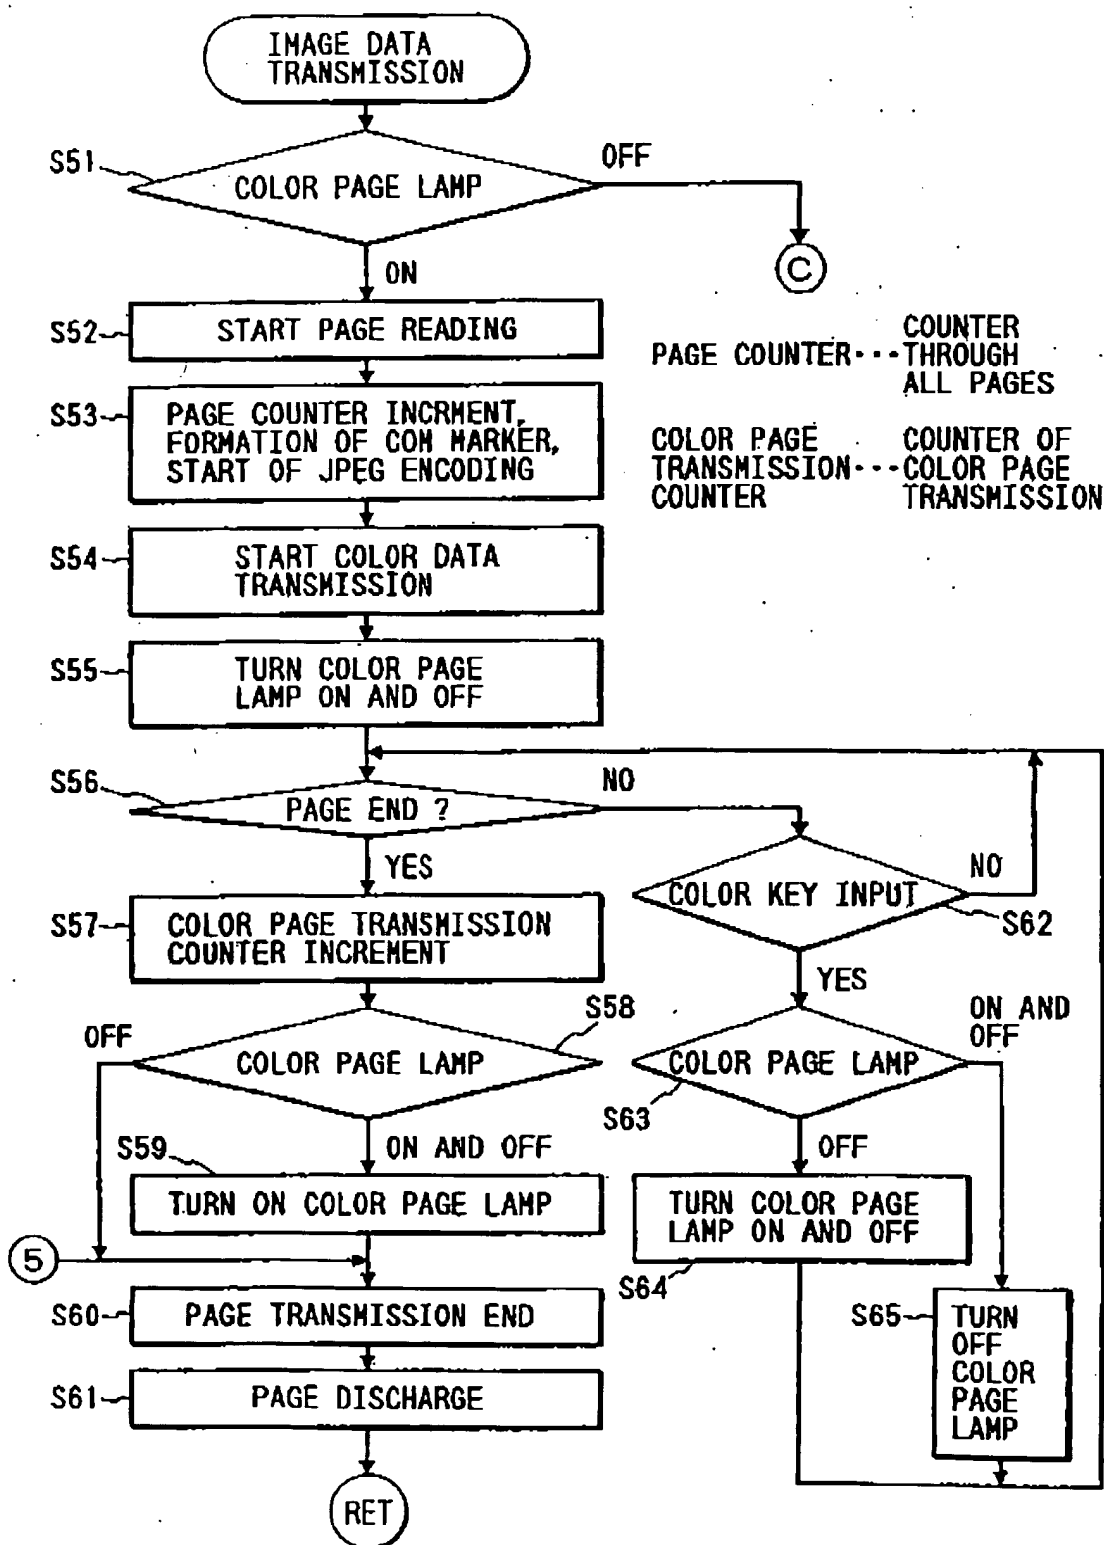 IMAGE DATA
TRANSMISSION
S51
COLOR PAGE LAMP
OFF
C
ON
S52
START PAGE READING
PAGE COUNTER···
COUNTER
THROUGH
ALL PAGES
S53
PAGE COUNTER INCRMENT,
FORMATION OF COM MARKER,
START OF JPEG ENCODING
COLOR PAGE
TRANSMISSION···
COUNTER
COUNTER OF
COLOR PAGE
TRANSMISSION
S54
START COLOR DATA
TRANSMISSION
S55
TURN COLOR PAGE
LAMP ON AND OFF
S56
PAGE END ?
NO
YES
COLOR KEY INPUT
NO
S62
S57
COLOR PAGE TRANSMISSION
COUNTER INCREMENT
YES
S58
OFF
COLOR PAGE LAMP
COLOR PAGE LAMP
ON AND
OFF
S63
S59
ON AND OFF
OFF
TURN ON COLOR PAGE LAMP
TURN COLOR PAGE
LAMP ON AND OFF
S64
5
S60
PAGE TRANSMISSION END
S65
TURN
OFF
COLOR
PAGE
LAMP
S61
PAGE DISCHARGE
RET